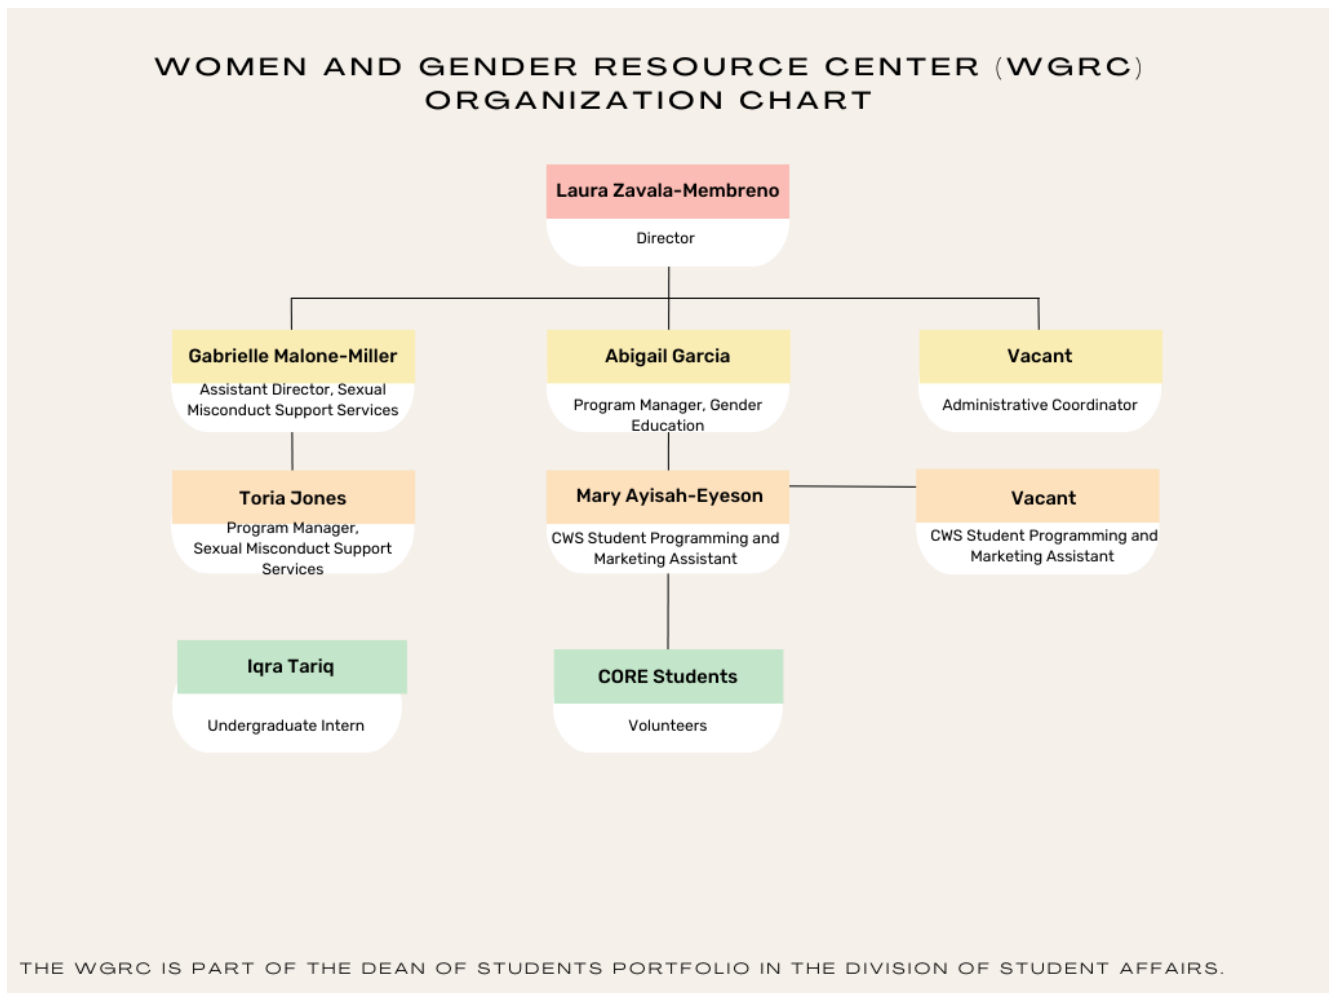 WOMEN AND GENDER RESOURCE CENTER (WGRC)
ORGANIZATION CHART
Laura Zavala-Membreno
Director
Gabrielle Malone-Miller
Assistant Director, Sexual
Misconduct Support Services
Abigail Garcia
Program Manager, Gender
Education
Vacant
Administrative Coordinator
Toria Jones
Program Manager,
Sexual Misconduct Support
Services
Mary Ayisah-Eyeson
CWS Student Programming and
Marketing Assistant
Vacant
CWS Student Programming and
Marketing Assistant
Iqra Tariq
Undergraduate Intern
CORE Students
Volunteers
THE WGRC IS PART OF THE DEAN OF STUDENTS PORTFOLIO IN THE DIVISION OF STUDENT AFFAIRS.